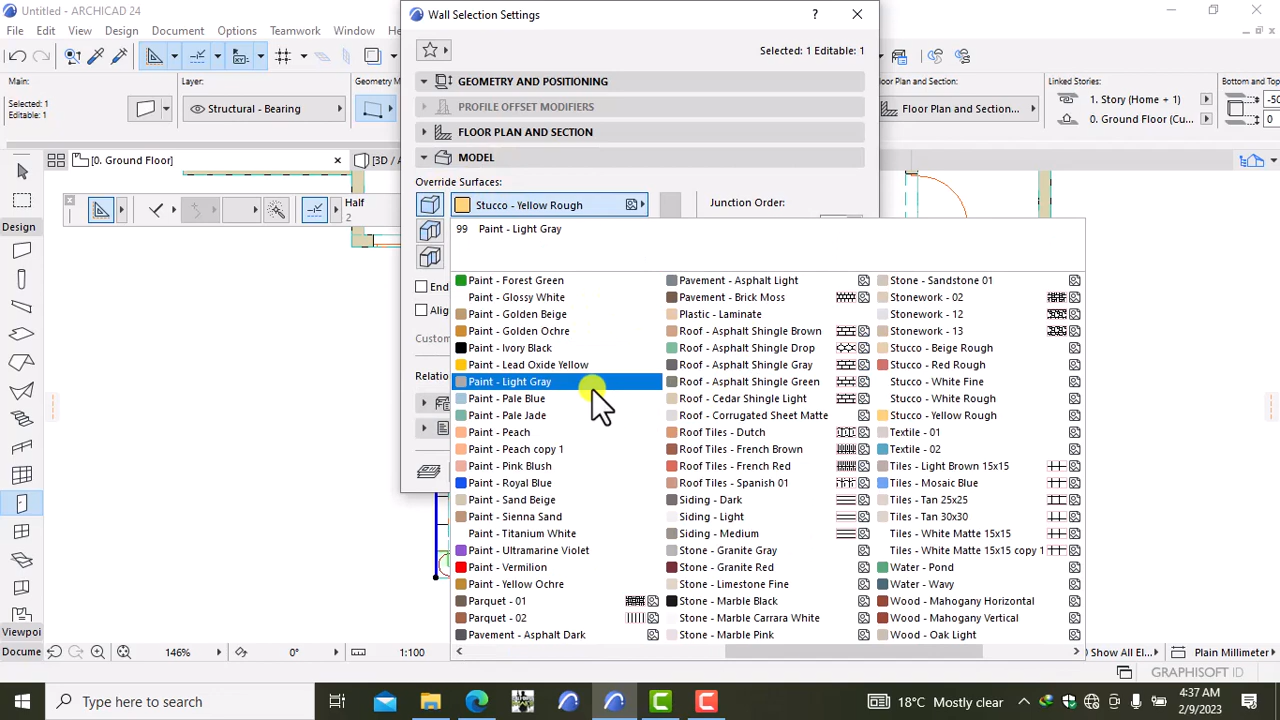 Untitled - ARCHICAD 24
File Edit View Design Document Options Teamwork Window
Main:
Selected: 1
Editable: 1
Layer:
Structural - Bearing
Geometry M
[0. Ground Floor]
[3D / A
Half
2
Design
Viewpoi
Docume
Wall Selection Settings
?
Selected: 1 Editable: 1
GEOMETRY AND POSITIONING
PROFILE OFFSET MODIFIERS
FLOOR PLAN AND SECTION
MODEL
Override Surfaces:
Stucco - Yellow Rough
Junction Order:
End
Align
Custom
Relatio
Floor Plan and Section:
Floor Plan and Section...
Linked Stories:
1. Story (Home + 1)
0. Ground Floor (Cu...
Bottom and Top
-50
0
99 Paint - Light Gray
Paint - Forest Green
Paint - Glossy White
Paint - Golden Beige
Paint - Golden Ochre
Paint - Ivory Black
Paint - Lead Oxide Yellow
Paint - Light Gray
Paint - Pale Blue
Paint - Pale Jade
Paint - Peach
Paint - Peach copy 1
Paint - Pink Blush
Paint - Royal Blue
Paint - Sand Beige
Paint - Sienna Sand
Paint - Titanium White
Paint - Ultramarine Violet
Paint - Vermilion
Paint - Yellow Ochre
Parquet - 01
Parquet - 02
Pavement - Asphalt Dark
Pavement - Asphalt Light
Pavement - Brick Moss
Plastic - Laminate
Roof - Asphalt Shingle Brown
Roof - Asphalt Shingle Drop
Roof - Asphalt Shingle Gray
Roof - Asphalt Shingle Green
Roof - Cedar Shingle Light
Roof - Corrugated Sheet Matte
Roof Tiles - Dutch
Roof Tiles - French Brown
Roof Tiles - French Red
Roof Tiles - Spanish 01
Siding - Dark
Siding - Light
Siding - Medium
Stone - Granite Gray
Stone - Granite Red
Stone - Limestone Fine
Stone - Marble Black
Stone - Marble Carrara White
Stone - Marble Pink
Stone - Sandstone 01
Stonework - 02
Stonework - 12
Stonework - 13
Stucco - Beige Rough
Stucco - Red Rough
Stucco - White Fine
Stucco - White Rough
Stucco - Yellow Rough
Textile - 01
Textile - 02
Tiles - Light Brown 15x15
Tiles - Mosaic Blue
Tiles - Tan 25x25
Tiles - Tan 30x30
Tiles - White Matte 15x15
Tiles - White Matte 15x15 copy 1
Water - Pond
Water - Wavy
Wood - Mahogany Horizontal
Wood - Mahogany Vertical
Wood - Oak Light
146%
0°
1:100
Show All El...
Plain Millimeter
GRAPHISOFT ID
Type here to search
18°C Mostly clear
4:37 AM
2/9/2023